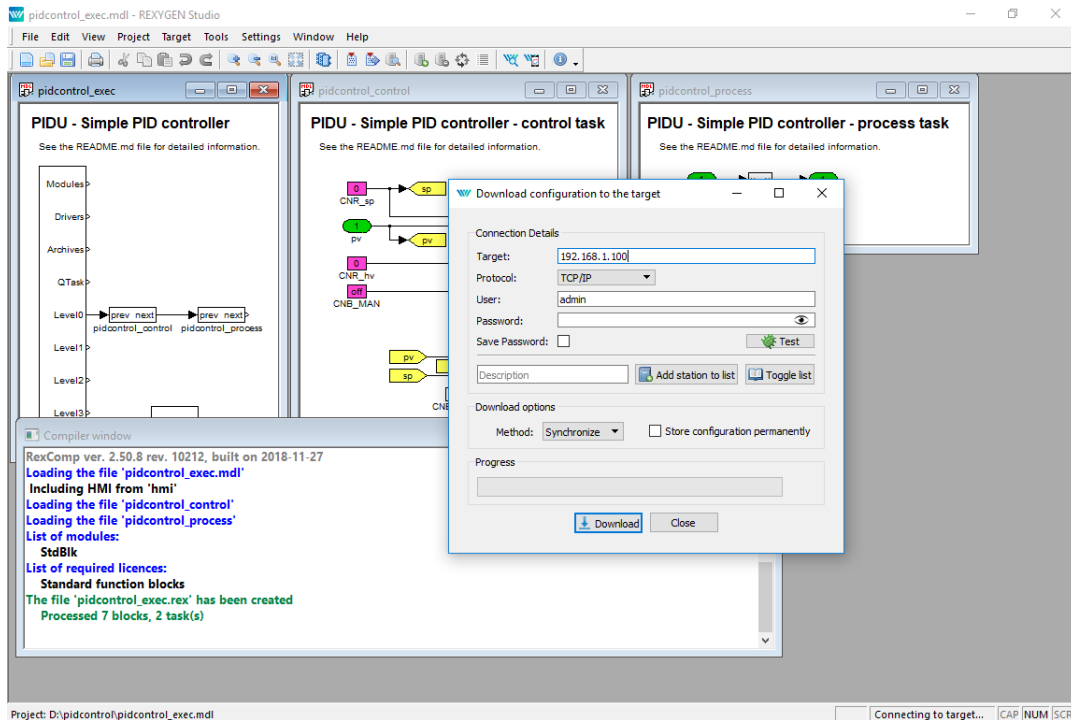 pidcontrol_exec.mdl - REXYGEN Studio
File Edit View Project Target Tools Settings Window Help
pidcontrol_exec
PIDU - Simple PID controller
See the README.md file for detailed information.
Modules
Drivers
Archives
QTask
Level0
prev next
prev next
pidcontrol_control pidcontrol_process
Level1
Level2
Level3
pidcontrol_control
PIDU - Simple PID controller - control task
See the README.md file for detailed information.
0
sp
CNR_sp
1
pv
pv
0
CNR_hv
off
CNB_MAN
pv
sp
pidcontrol_process
PIDU - Simple PID controller - process task
See the README.md file for detailed information.
Download configuration to the target
Connection Details
Target: 192.168.1.100
Protocol: TCP/IP
User: admin
Password:
Save Password: Test
Description Add station to list Toggle list
Download options
Method: Synchronize Store configuration permanently
Progress
Download Close
Compiler window
RexComp ver. 2.50.8 rev. 10212, built on 2018-11-27
Loading the file 'pidcontrol_exec.mdl'
Including HMI from 'hmi'
Loading the file 'pidcontrol_control'
Loading the file 'pidcontrol_process'
List of modules:
StdBlk
List of required licences:
Standard function blocks
The file 'pidcontrol_exec.rex' has been created
Processed 7 blocks, 2 task(s)
Project: D:\pidcontrol\pidcontrol_exec.mdl
Connecting to target... CAP NUM SCR